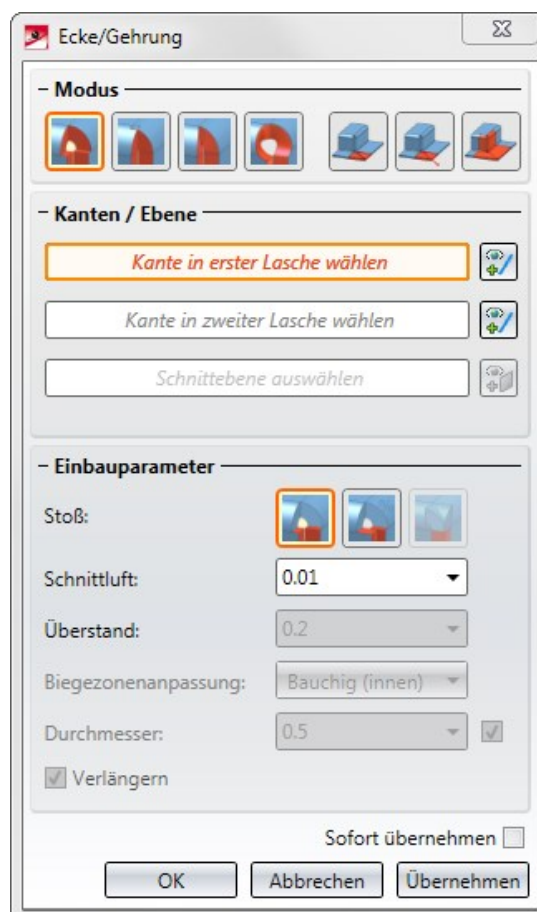 Ecke/Gehrung
Modus
Kanten / Ebene
Kante in erster Lasche wählen
Kante in zweiter Lasche wählen
Schnittebene auswählen
Einbauparameter
Stoß:
Schnittluft: 0.01
Überstand: 0.2
Biegezonenanpassung: Bauchig (innen)
Durchmesser: 0.5
Verlängern
Sofort übernehmen
OK Abbrechen Übernehmen